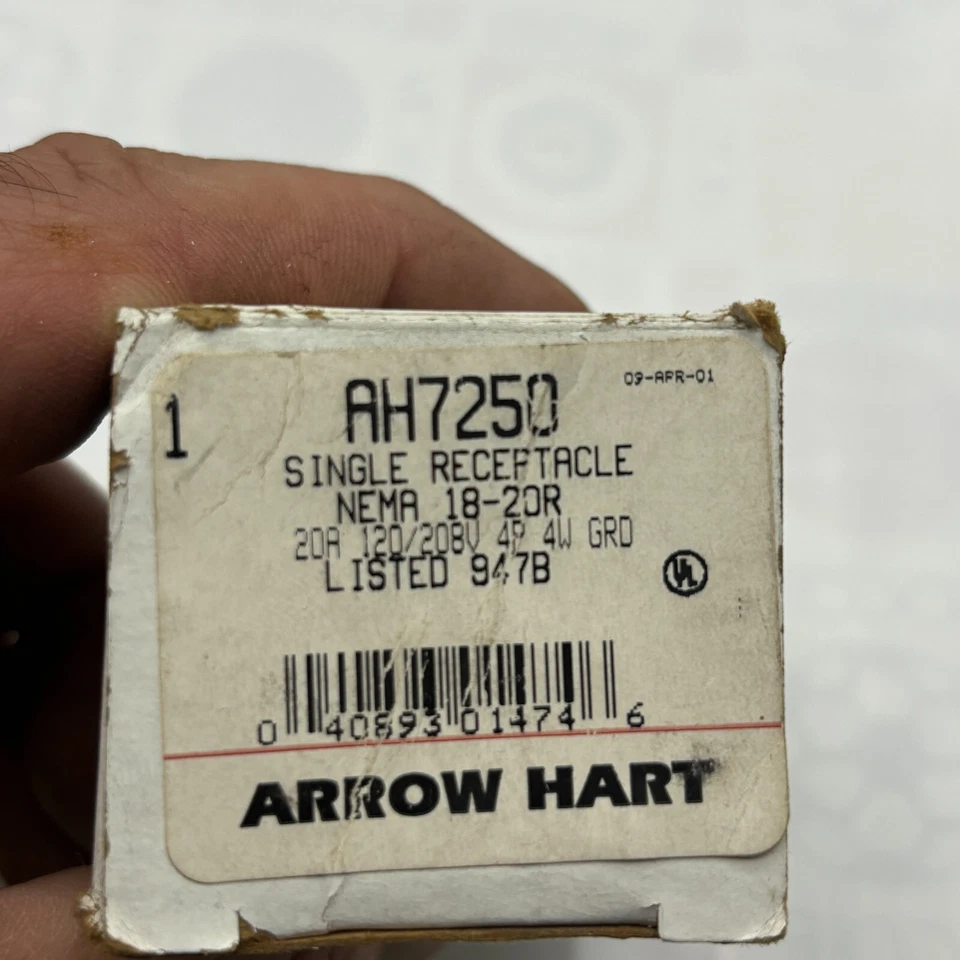 1
AH7250
09-APR-01
SINGLE RECEPTACLE
NEMA 18-20R
20A 120/208V 4P 4W GRD
LISTED 947B
UL
0 40893 01474 6
ARROW HART